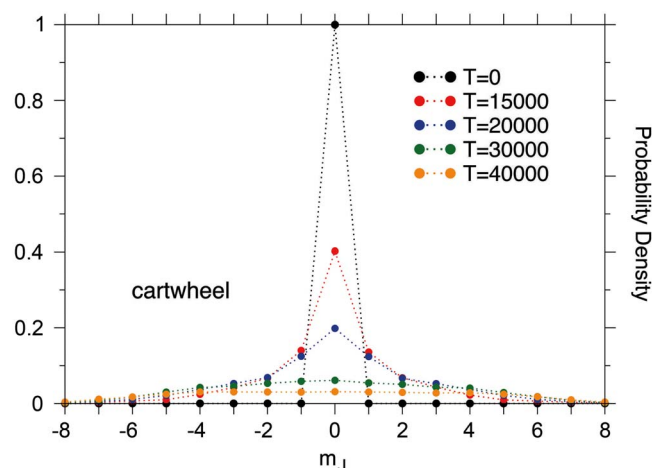 1
0.8
0.6
0.4
0.2
0
-8 -6 -4 -2 0 2 4 6 8
m_J
T=0
T=15000
T=20000
T=30000
T=40000
cartwheel
Probability Density